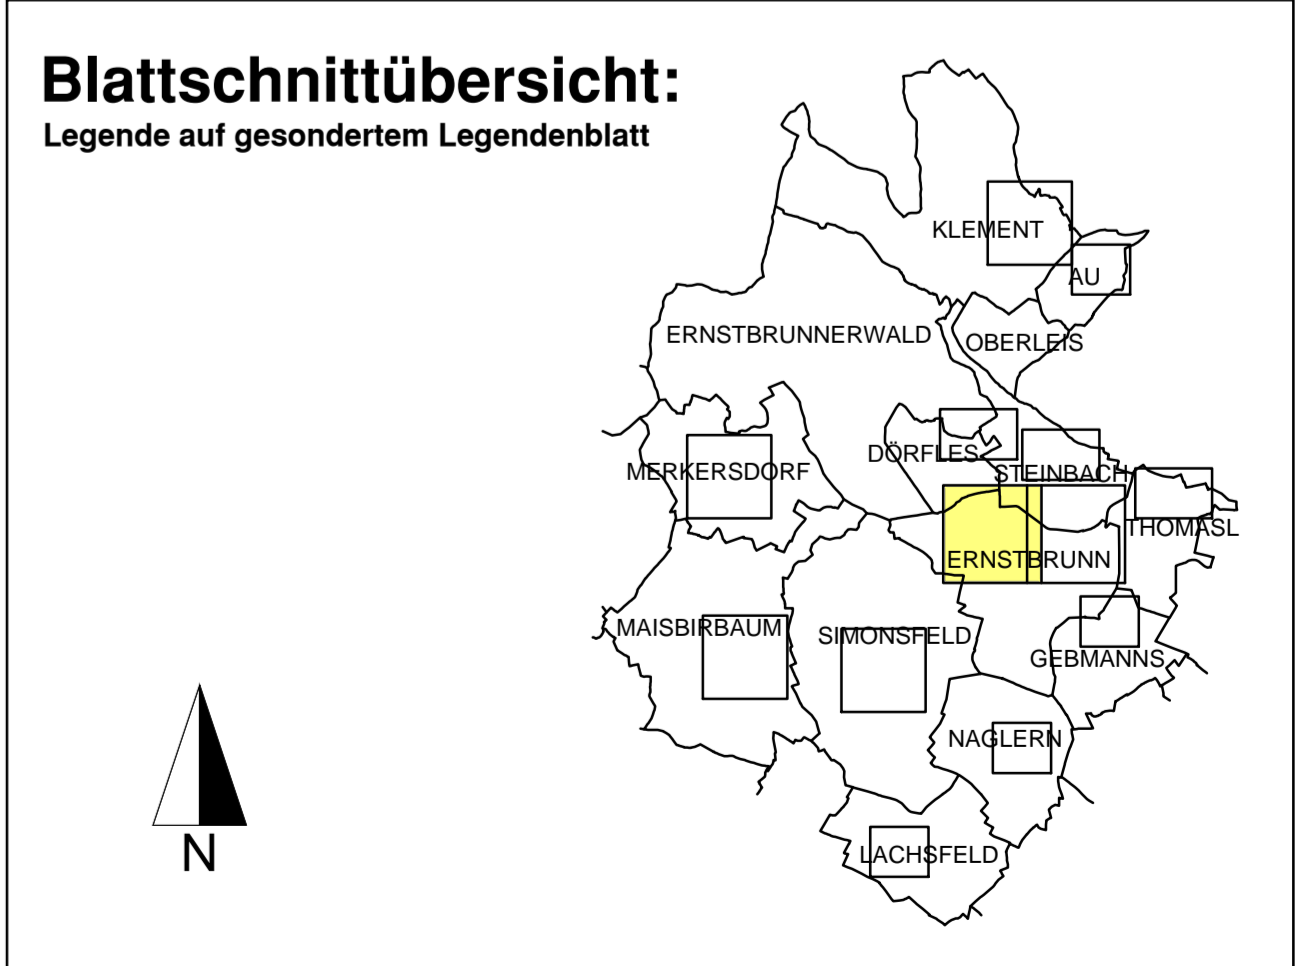 Blattschnittübersicht:
Legende auf gesondertem Legendenblatt
KLEMENT
AU
ERNSTBRUNNERWALD
OBERLEIS
DÖRFLES
MERKERSDORF
STEINBACH
THOMASL
ERNSTBRUNN
MAISBIRBAUM
SIMONSFELD
GEBMANNS
NAGLERN
LACHSFELD
N